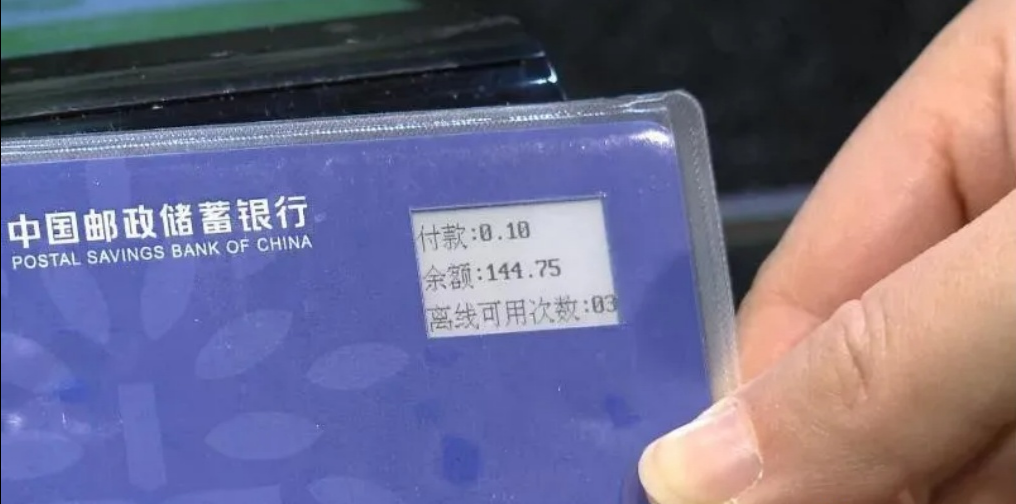 中国邮政储蓄银行
POSTAL SAVINGS BANK OF CHINA
付款:0.10
余额:144.75
离线可用次数:03